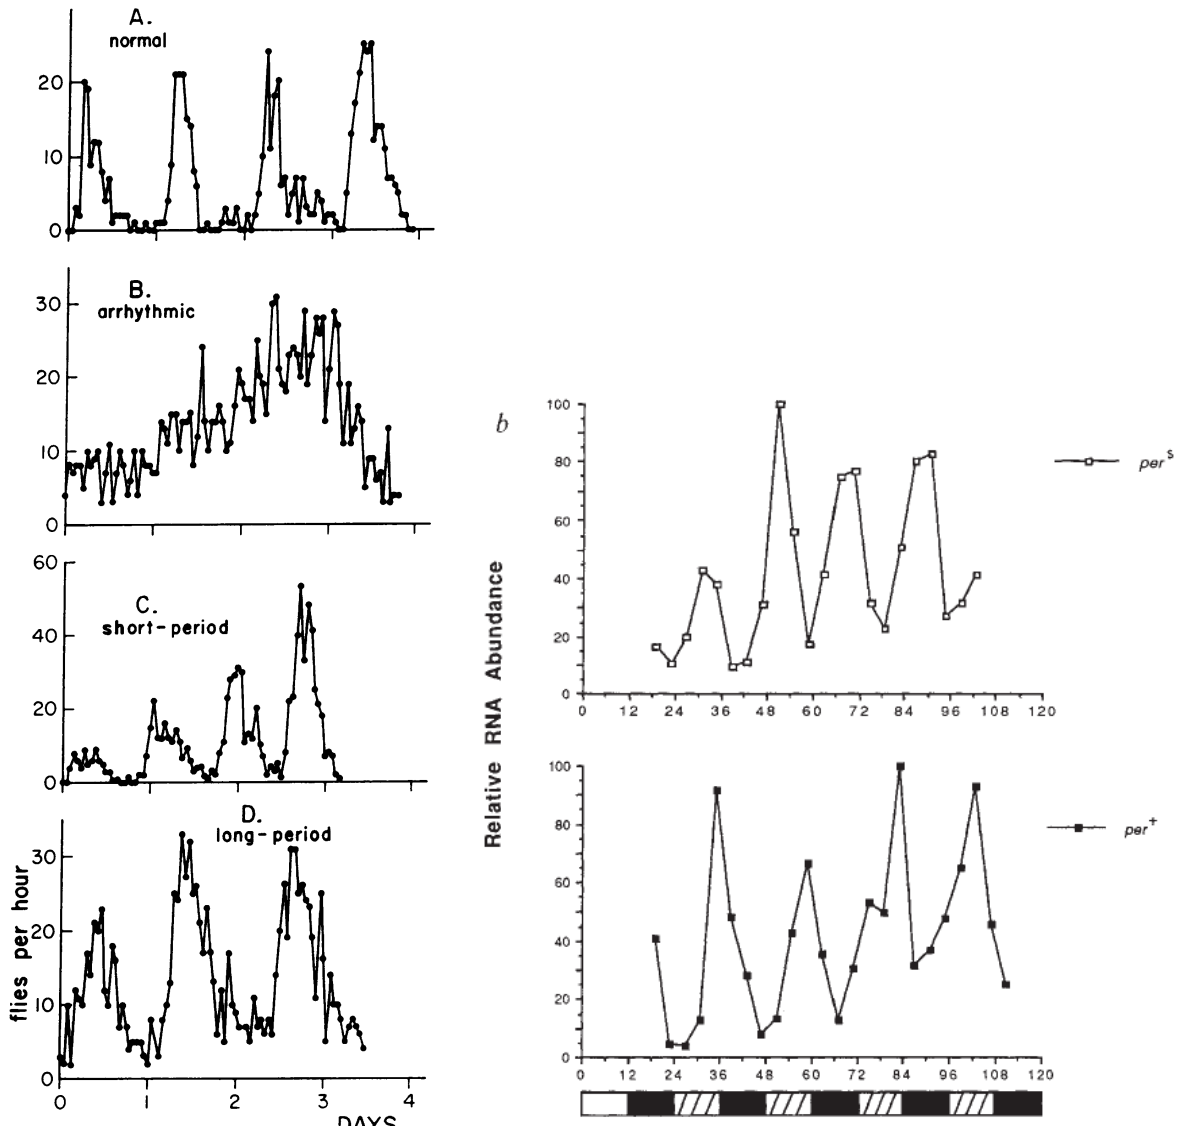 A.
normal
20
10
0
B.
arrhythmic
30
20
10
0
C.
short-period
60
40
20
0
D.
long-period
30
20
10
0
flies per hour
0 1 2 3 4
DAYS
b
Relative RNA Abundance
100
80
60
40
20
0
0 12 24 36 48 60 72 84 96 108 120
per s
100
80
60
40
20
0
0 12 24 36 48 60 72 84 96 108 120
per +